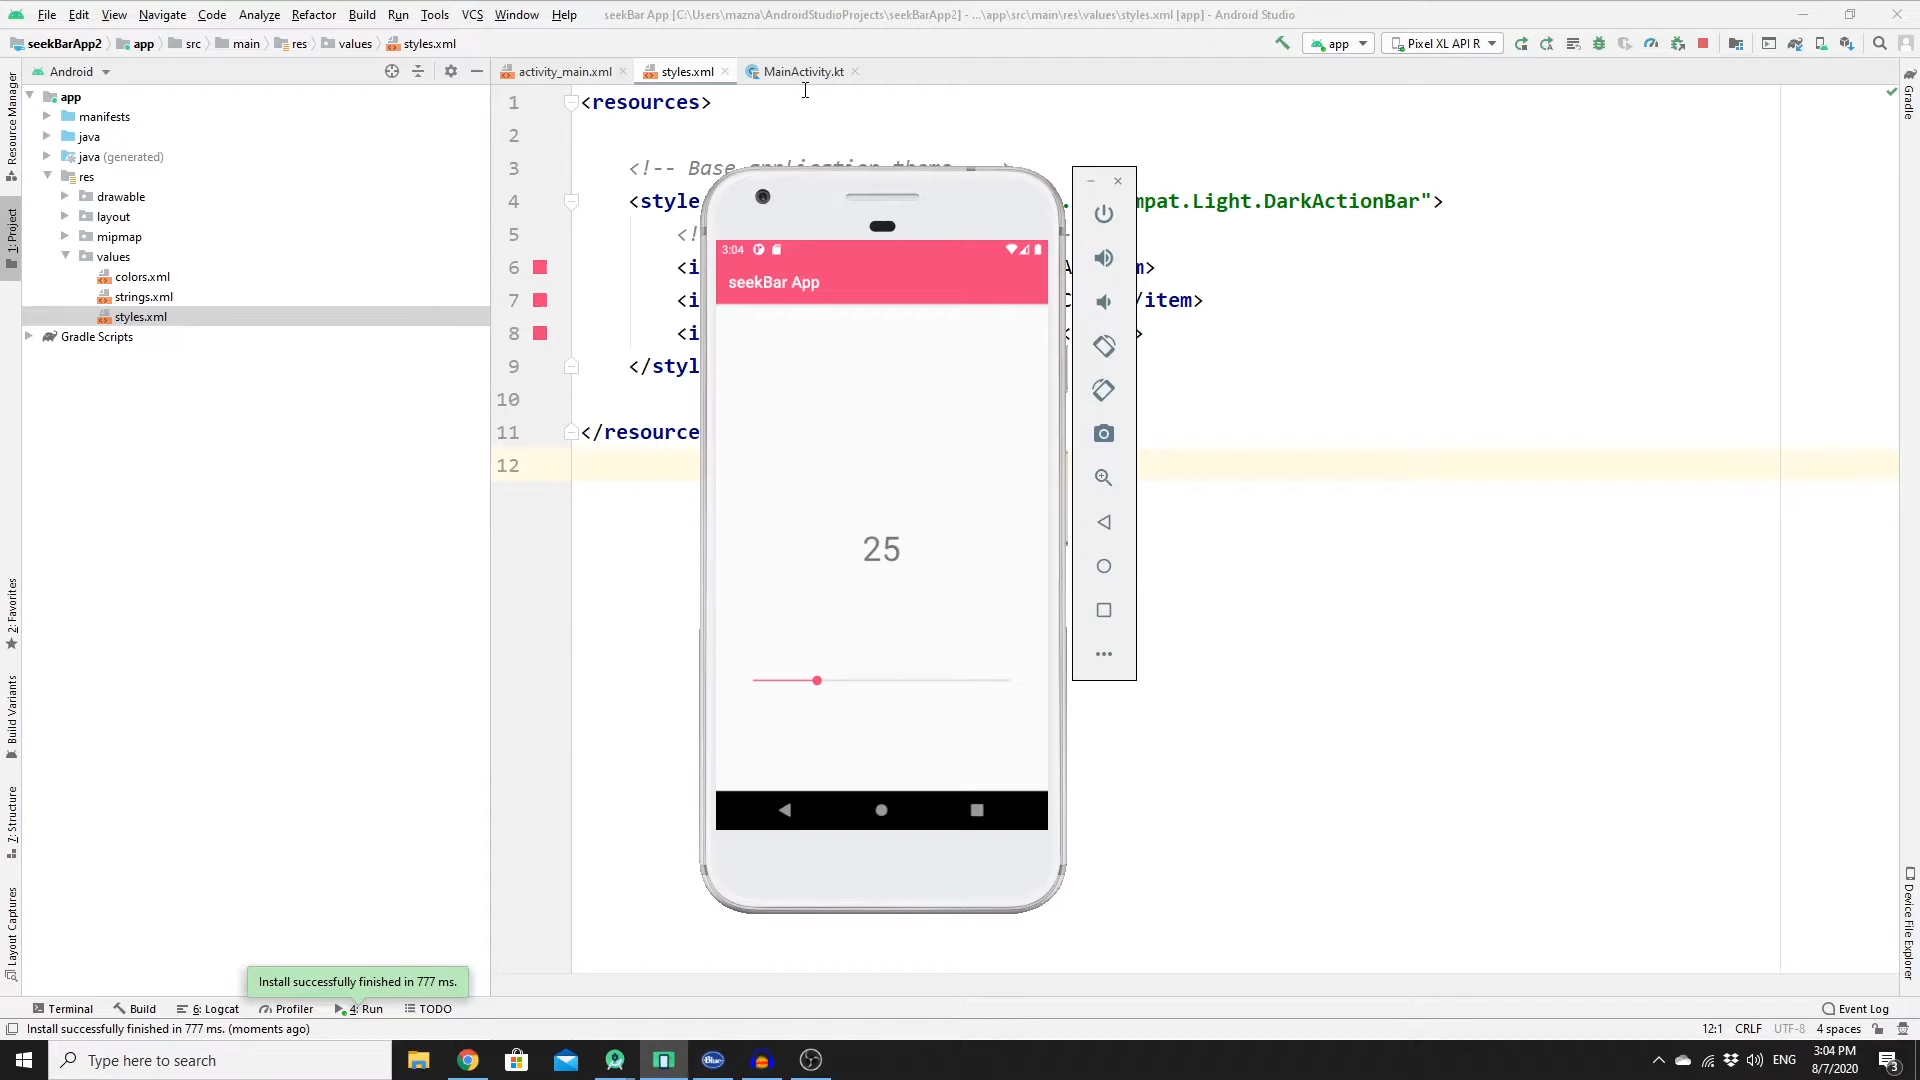 File Edit View Navigate Code Analyze Refactor Build Run Tools VCS Window Help seekBar App [C:\Users\mazna\AndroidStudioProjects\seekBarApp2] - ...\app\src\main\res\values\styles.xml [app] - Android Studio
seekBarApp2 app src main res values styles.xml app Pixel XL API R
Android activity_main.xml styles.xml MainActivity.kt
Resource Manager
1: Project
2: Favorites
Build Variants
7: Structure
Layout Captures
app
manifests
java
java (generated)
res
drawable
layout
mipmap
values
colors.xml
strings.xml
styles.xml
Gradle Scripts
1 <resources>
2
3 <!-- Base application theme.
4 <style mpat.Light.DarkActionBar">
5 <!
6 <i m>
7 <i /item>
8 <i >
9 </styl
10
11 </resource
12
3:04
seekBar App
25
Gradle
Device File Explorer
Install successfully finished in 777 ms.
Terminal Build 6: Logcat Profiler 4: Run TODO Event Log
Install successfully finished in 777 ms. (moments ago) 12:1 CRLF UTF-8 4 spaces
Type here to search Blue ENG 3:04 PM
8/7/2020 3